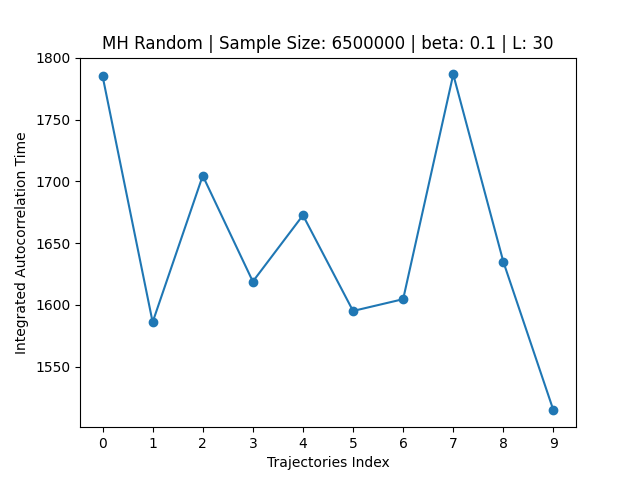 MH Random | Sample Size: 6500000 | beta: 0.1 | L: 30
1800
1750
1700
1650
1600
1550
Integrated Autocorrelation Time
0 1 2 3 4 5 6 7 8 9
Trajectories Index